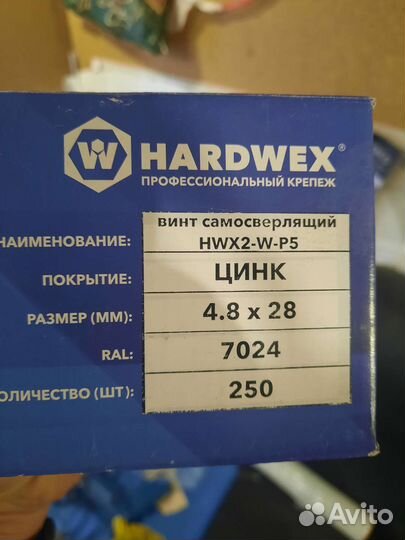 W HARDWEX®
ПРОФЕССИОНАЛЬНЫЙ КРЕПЕЖ
НАИМЕНОВАНИЕ: винт самосверлящий
HWX2-W-P5
ПОКРЫТИЕ: ЦИНК
РАЗМЕР (ММ): 4.8 x 28
RAL: 7024
ОЛИЧЕСТВО (ШТ): 250
Avito